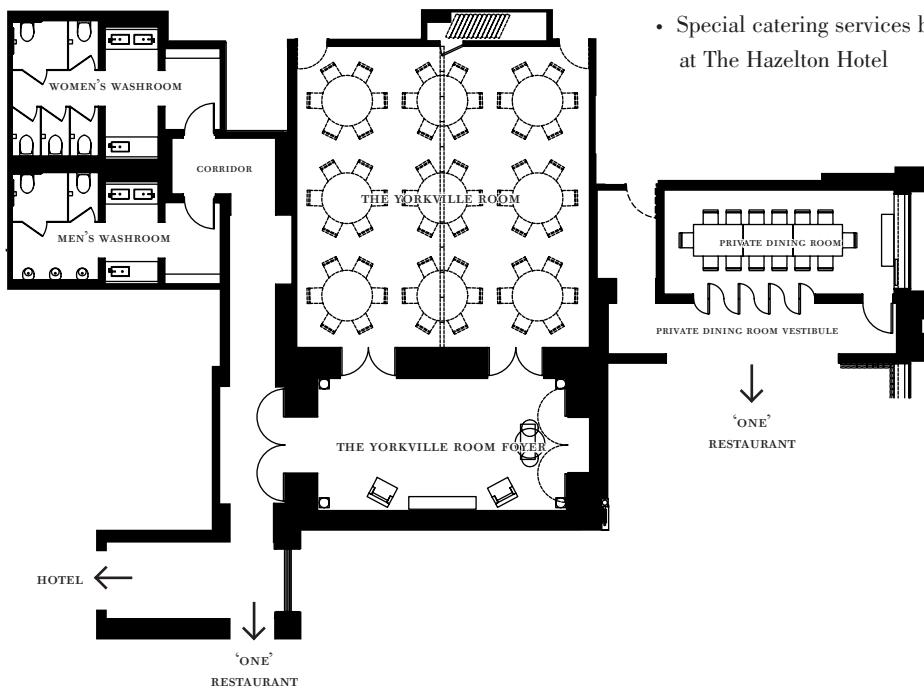 • Special catering services
at The Hazelton Hotel
WOMEN'S WASHROOM
CORRIDOR
THE YORKVILLE ROOM
MEN'S WASHROOM
PRIVATE DINING ROOM
PRIVATE DINING ROOM VESTIBULE
'ONE'
RESTAURANT
THE YORKVILLE ROOM FOYER
HOTEL
'ONE'
RESTAURANT